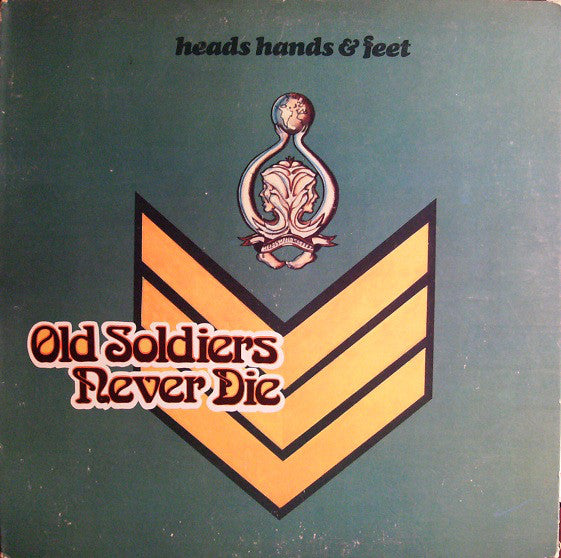 heads hands & feet
Old Soldiers
Never Die